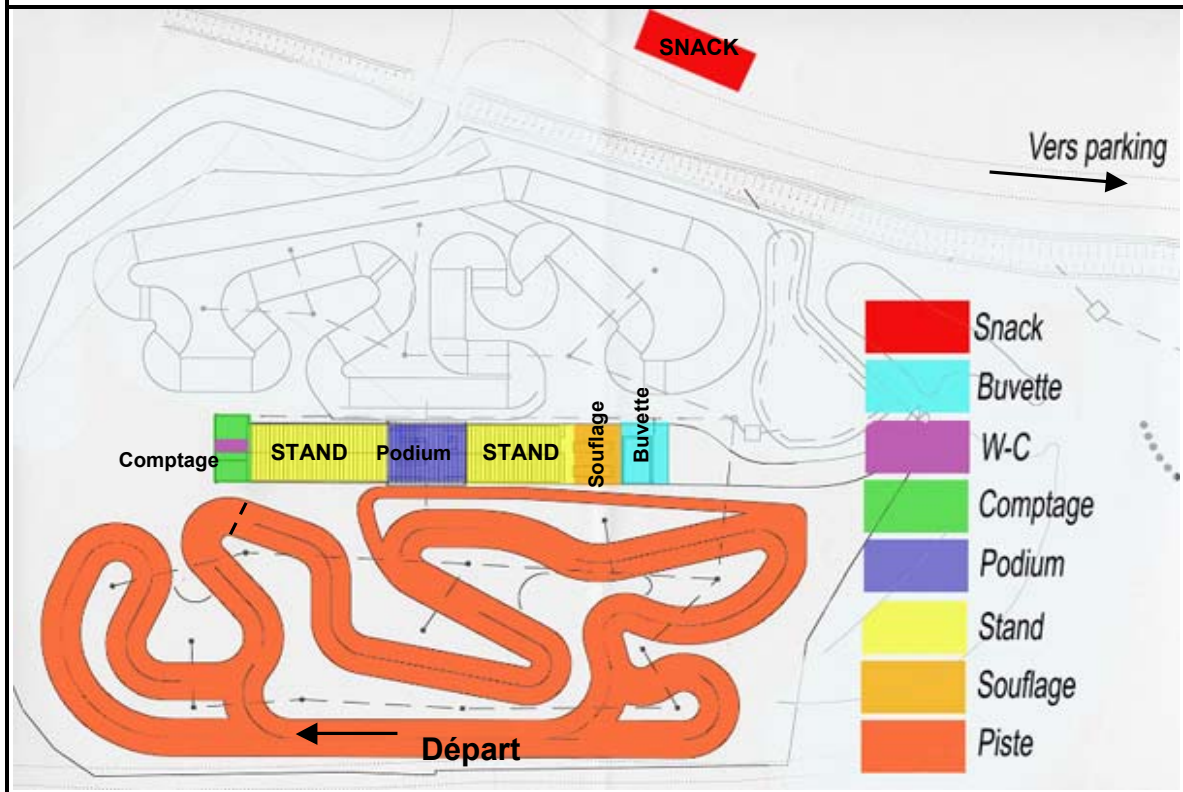 SNACK
Vers parking
Snack
Buvette
W-C
Comptage
Podium
Stand
Souflage
Piste
Comptage
STAND
Podium
STAND
Souflage
Buvette
Départ